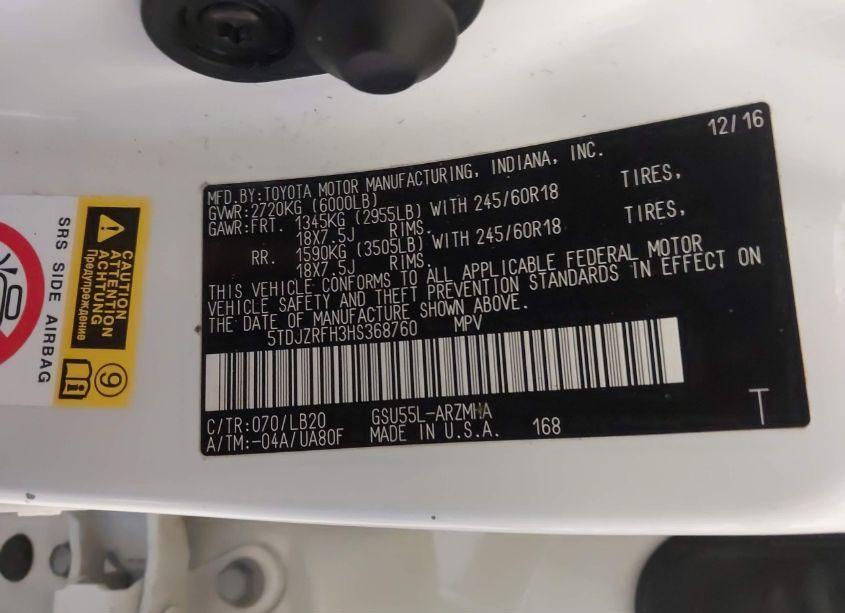 12/16
MFD.BY:TOYOTA MOTOR MANUFACTURING, INDIANA, INC.
GVWR:2720KG (6000LB)
GAWR:FRT. 1345KG (2955LB) WITH 245/60R18 TIRES,
18X7.5J RIMS.
RR. 1590KG (3505LB) WITH 245/60R18 TIRES,
18X7.5J RIMS.
THIS VEHICLE CONFORMS TO ALL APPLICABLE FEDERAL MOTOR
VEHICLE SAFETY AND THEFT PREVENTION STANDARDS IN EFFECT ON
THE DATE OF MANUFACTURE SHOWN ABOVE.
5TDJZRFH3HS368760 MPV
C/TR:070/LB20 GSU55L-ARZMHA
A/TM:-04A/UA80F MADE IN U.S.A. 168
T
SRS SIDE AIRBAG
CAUTION
ATTENTION
ACHTUNG
Предупреждение
9